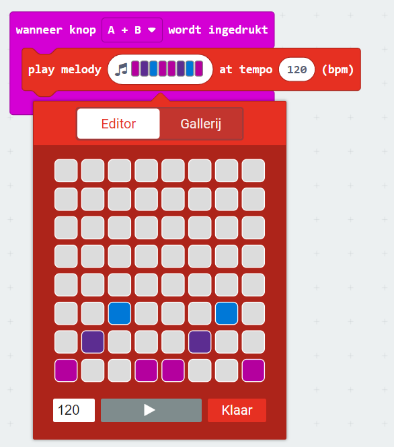 wanneer knop A + B wordt ingedrukt
play melody at tempo 120 (bpm)
Editor Gallerij
120 Klaar